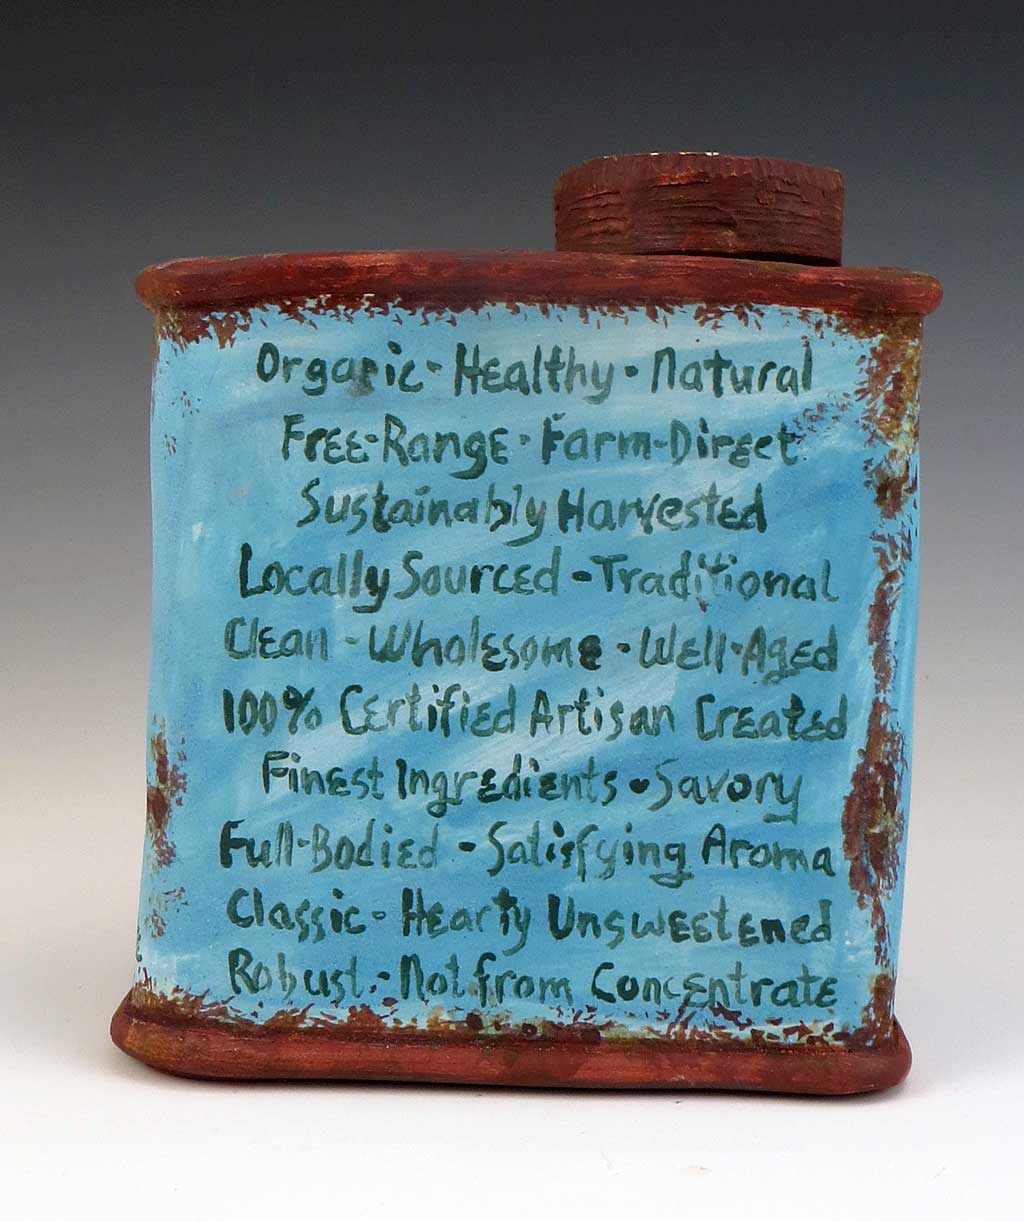 Organic - Healthy - Natural
Free-Range - Farm-Direct
Sustainably Harvested
Locally Sourced - Traditional
Clean - Wholesome - Well-Aged
100% Certified Artisan Created
Finest Ingredients • Savory
Full-Bodied - Satisfying Aroma
Classic - Hearty Unsweetened
Robust - Not from Concentrate